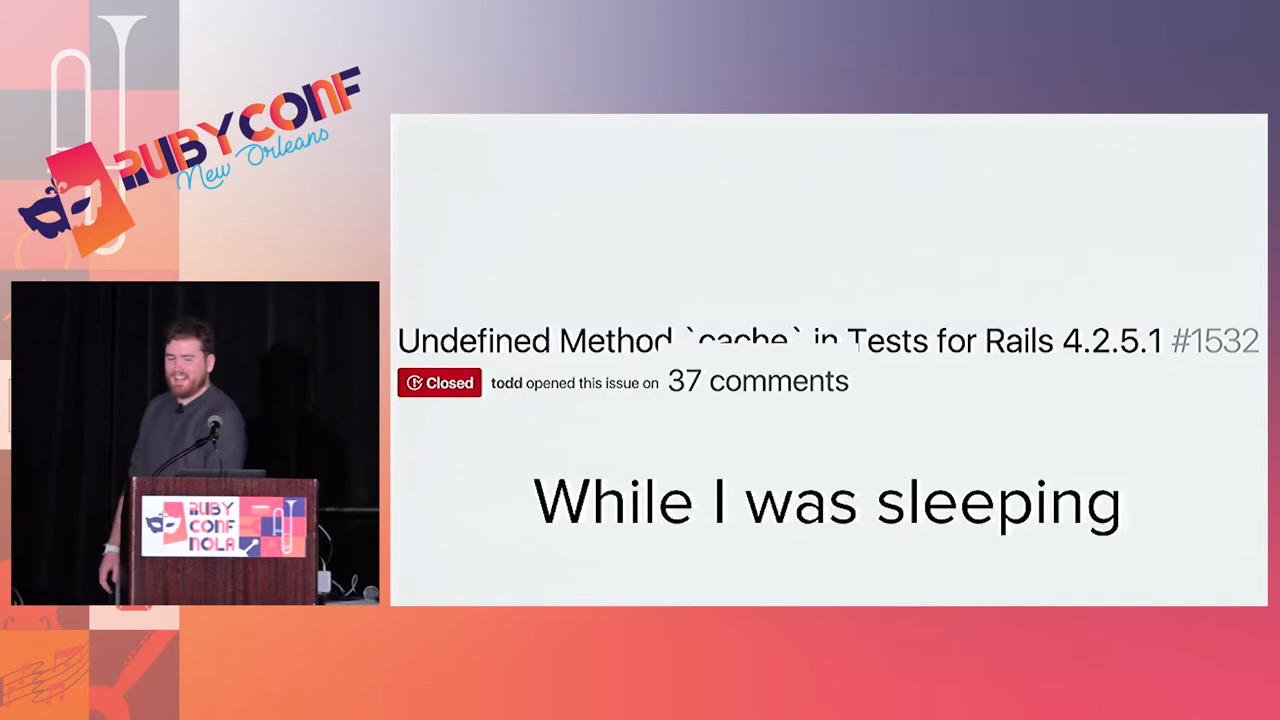 RUBYCONF
New Orleans
Undefined Method `cache` in Tests for Rails 4.2.5.1 #1532
Closed todd opened this issue on 37 comments
While I was sleeping
RUBY
CONF
NOLA